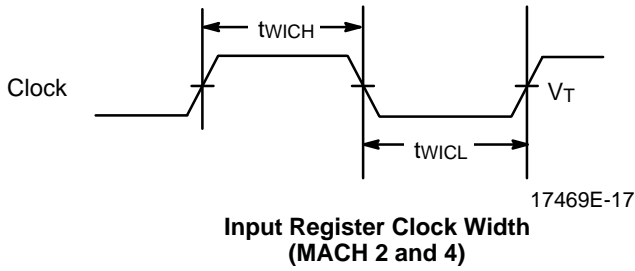 tWICH
Clock
VT
tWICL
17469E-17
Input Register Clock Width
(MACH 2 and 4)